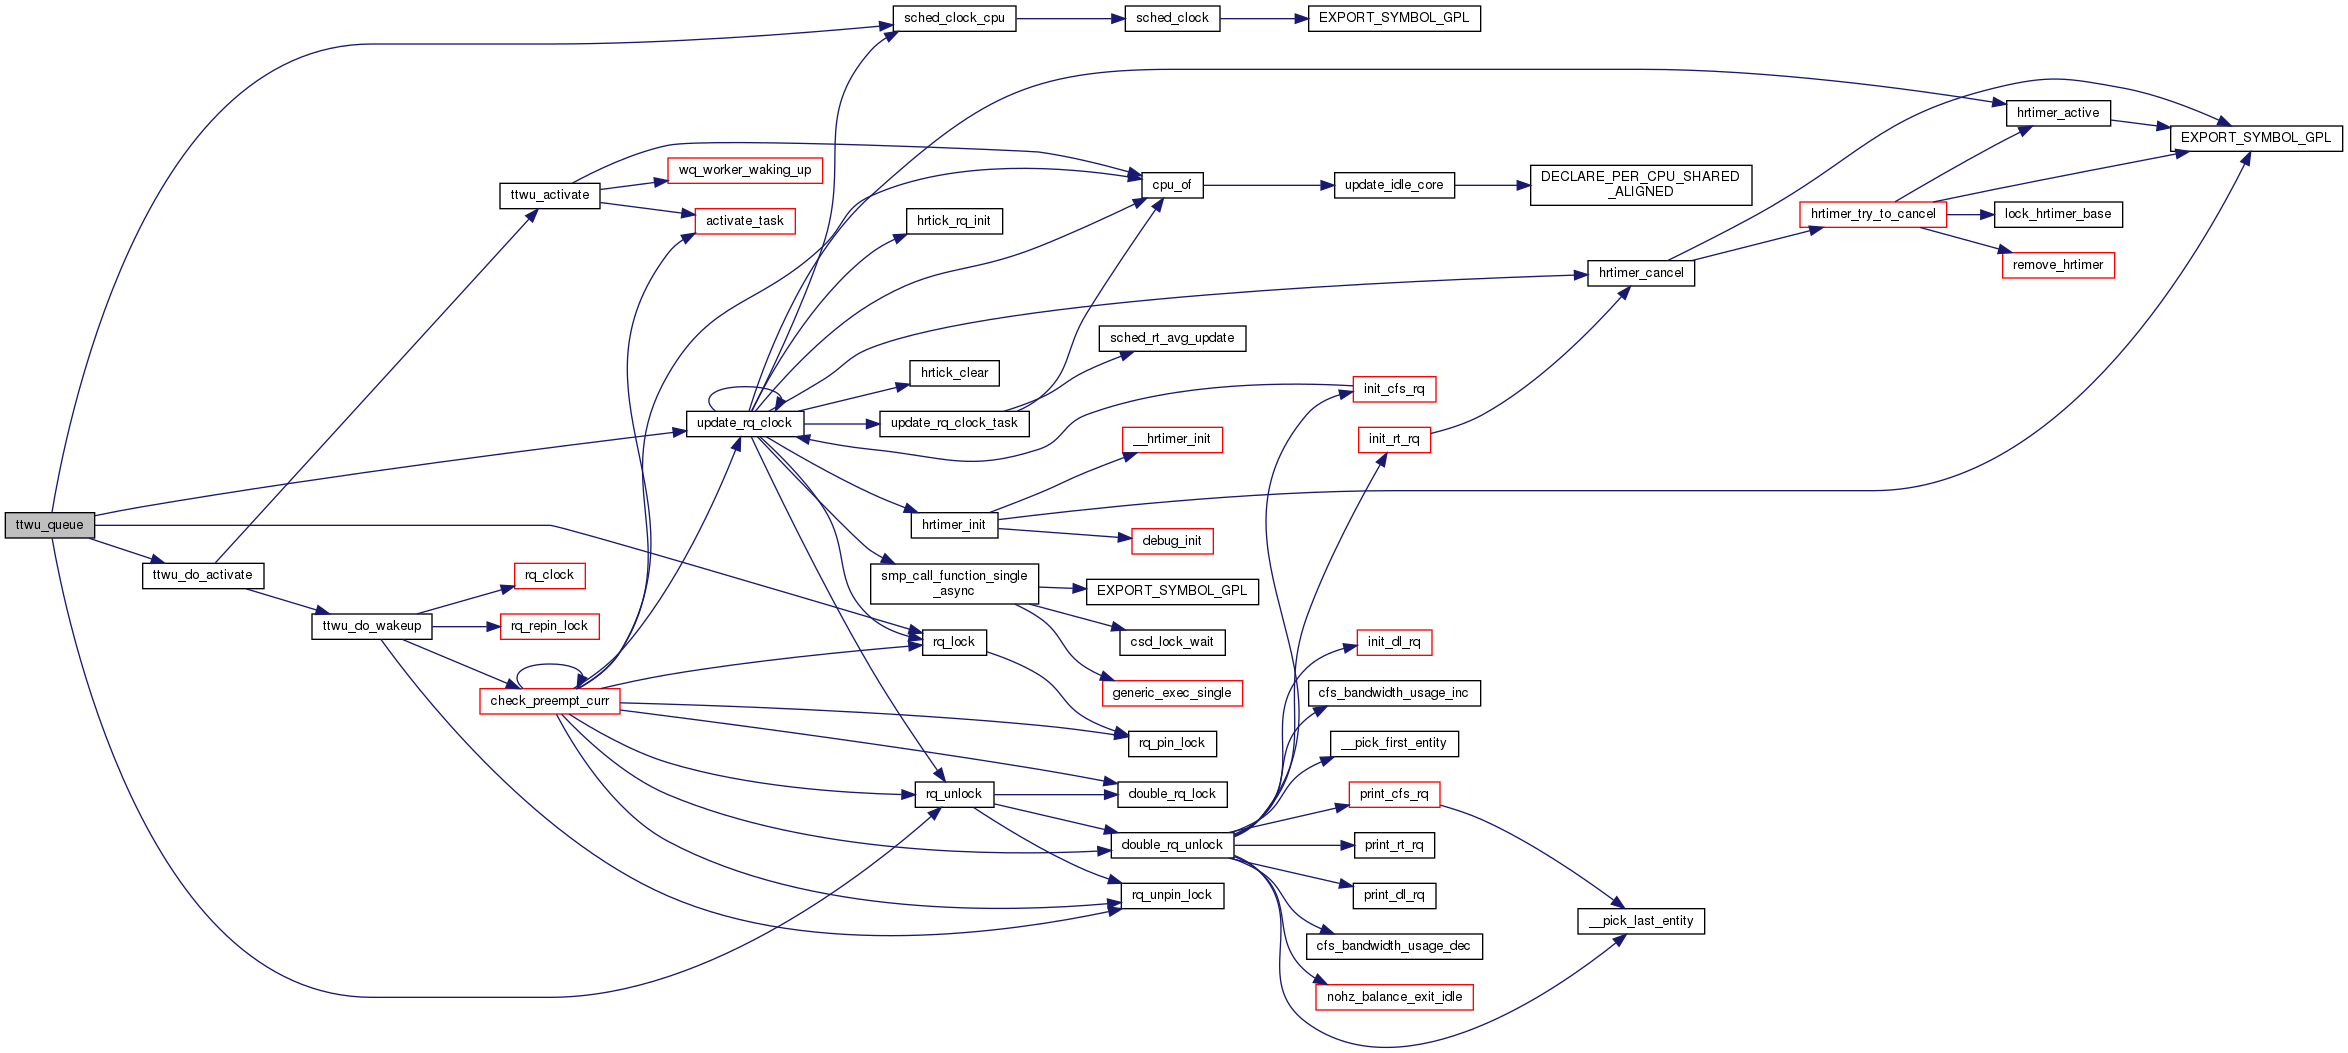 sched_clock_cpu
sched_clock
EXPORT_SYMBOL_GPL
hrtimer_active
EXPORT_SYMBOL_GPL
wq_worker_waking_up
ttwu_activate
cpu_of
update_idle_core
DECLARE_PER_CPU_SHARED
_ALIGNED
activate_task
hrtick_rq_init
hrtimer_try_to_cancel
lock_hrtimer_base
hrtimer_cancel
remove_hrtimer
sched_rt_avg_update
hrtick_clear
init_cfs_rq
update_rq_clock
update_rq_clock_task
__hrtimer_init
init_rt_rq
ttwu_queue
hrtimer_init
debug_init
ttwu_do_activate
rq_clock
smp_call_function_single
_async
EXPORT_SYMBOL_GPL
ttwu_do_wakeup
rq_repin_lock
rq_lock
csd_lock_wait
init_dl_rq
check_preempt_curr
generic_exec_single
cfs_bandwidth_usage_inc
rq_pin_lock
__pick_first_entity
rq_unlock
double_rq_lock
print_cfs_rq
double_rq_unlock
print_rt_rq
rq_unpin_lock
print_dl_rq
__pick_last_entity
cfs_bandwidth_usage_dec
nohz_balance_exit_idle